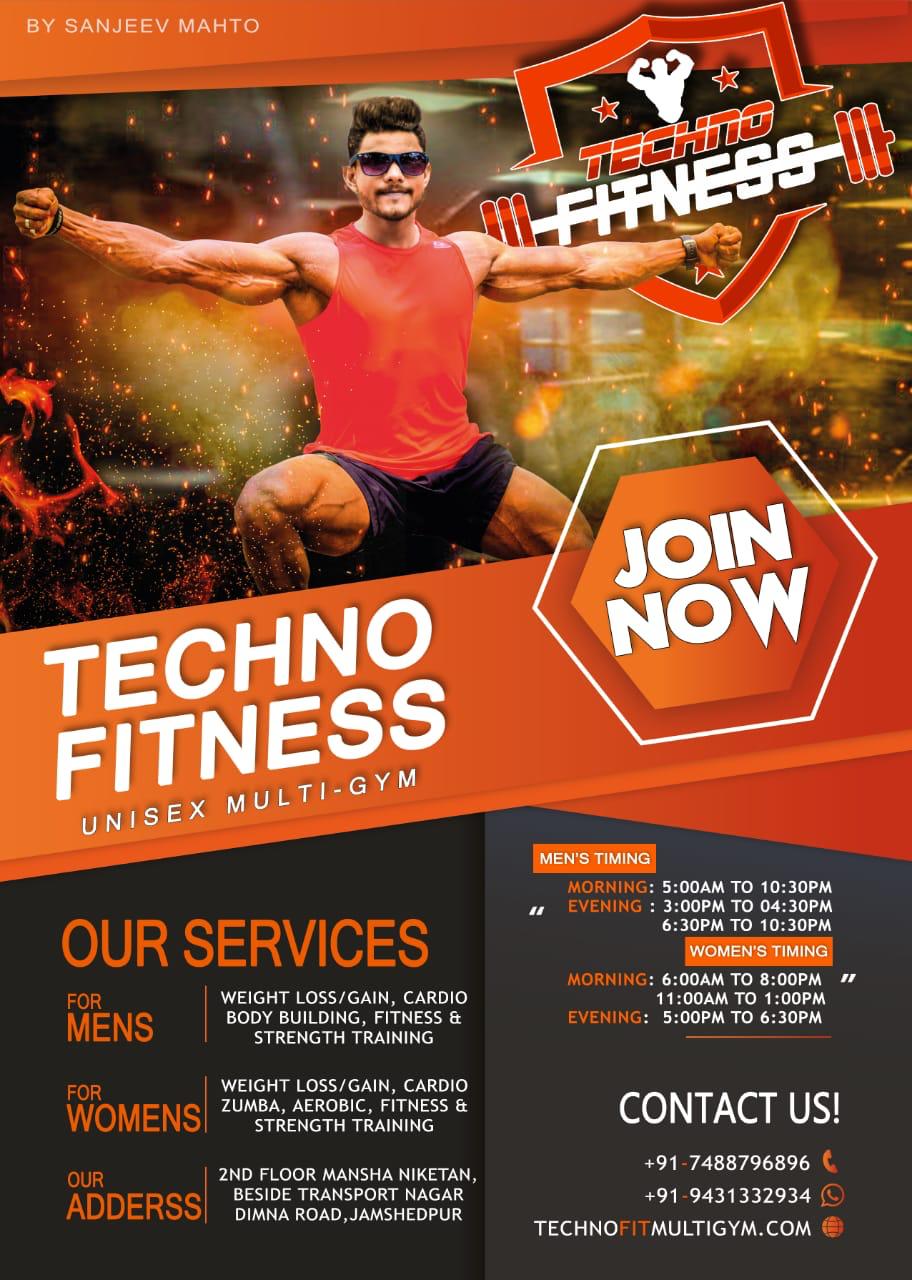 BY SANJEEV MAHTO
TECHNO
FITNESS
JOIN
NOW
TECHNO
FITNESS
UNISEX MULTI-GYM
OUR SERVICES
FOR
MENS
WEIGHT LOSS/GAIN, CARDIO
BODY BUILDING, FITNESS &
STRENGTH TRAINING
FOR
WOMENS
WEIGHT LOSS/GAIN, CARDIO
ZUMBA, AEROBIC, FITNESS &
STRENGTH TRAINING
OUR
ADDERSS
2ND FLOOR MANSHA NIKETAN,
BESIDE TRANSPORT NAGAR
DIMNA ROAD,JAMSHEDPUR
MEN'S TIMING
MORNING: 5:00AM TO 10:30PM
“ EVENING : 3:00PM TO 04:30PM
6:30PM TO 10:30PM
WOMEN'S TIMING
MORNING: 6:00AM TO 8:00PM ”
11:00AM TO 1:00PM
EVENING: 5:00PM TO 6:30PM
CONTACT US!
+91-7488796896
+91-9431332934
TECHNOFITMULTIGYM.COM